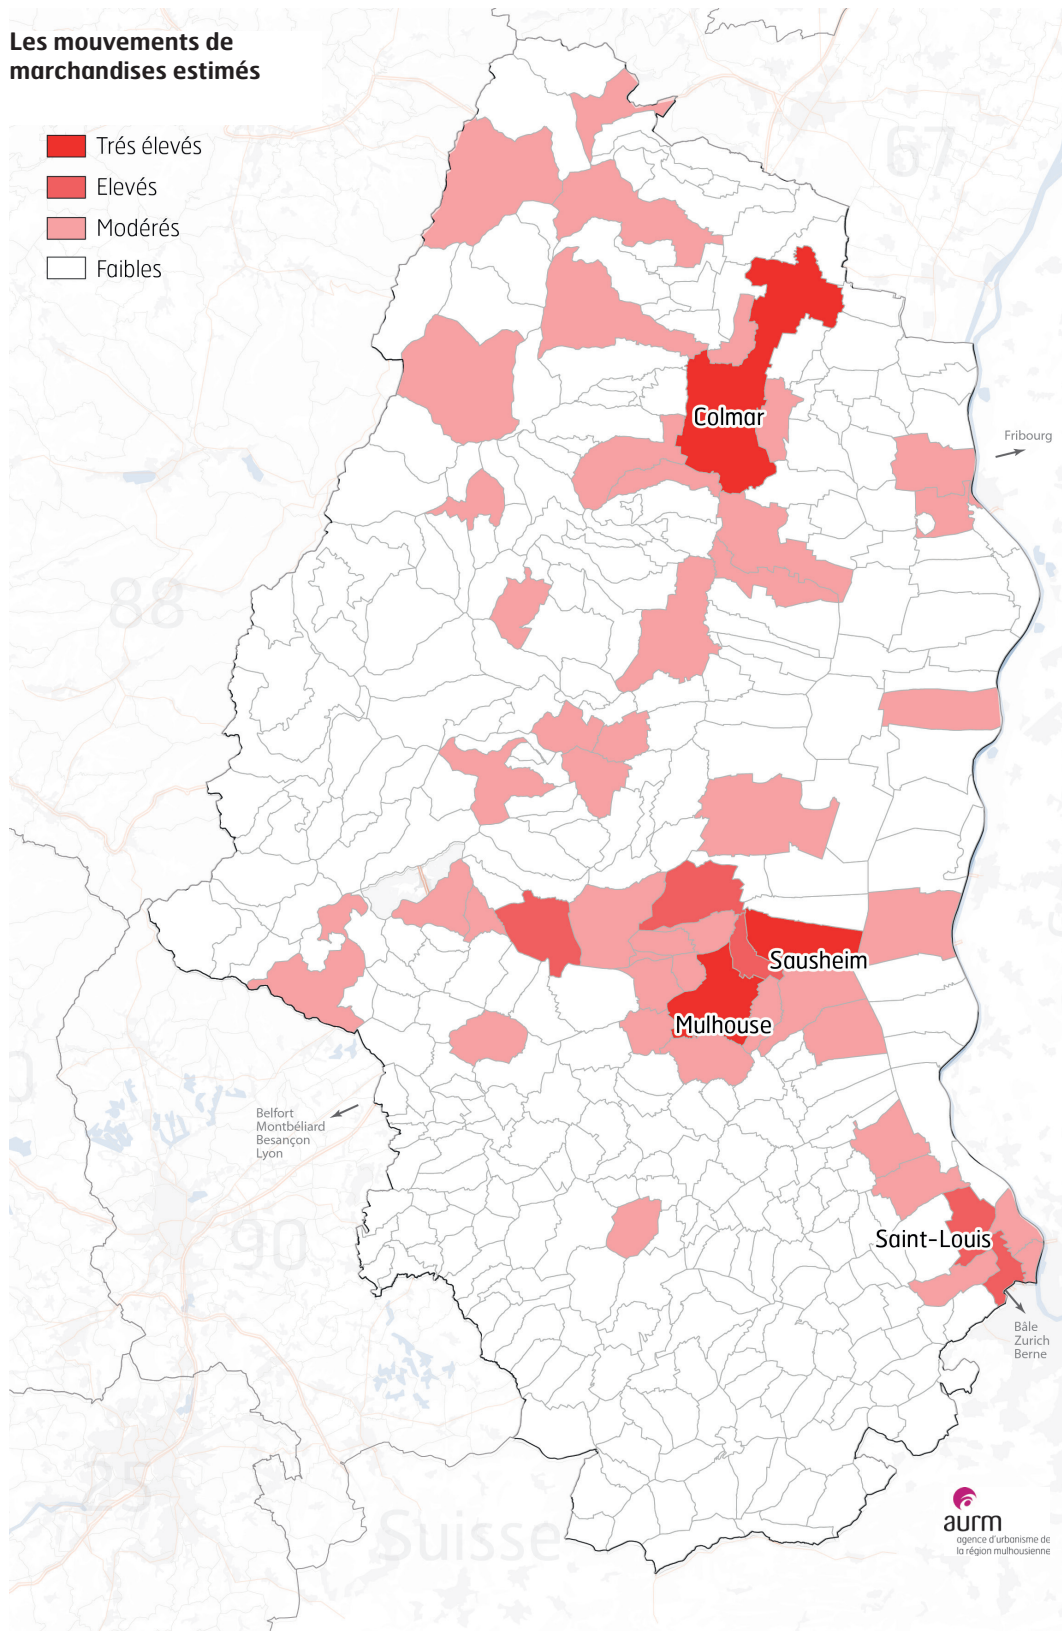 Les mouvements de
marchandises estimés
Trés élevés
Elevés
Modérés
Faibles
67
Colmar
Fribourg
88
Sausheim
Mulhouse
Belfort
Montbéliard
Besançon
Lyon
90
Saint-Louis
Bâle
Zurich
Berne
25
Suisse
aurm
agence d'urbanisme de
la région mulhousienne